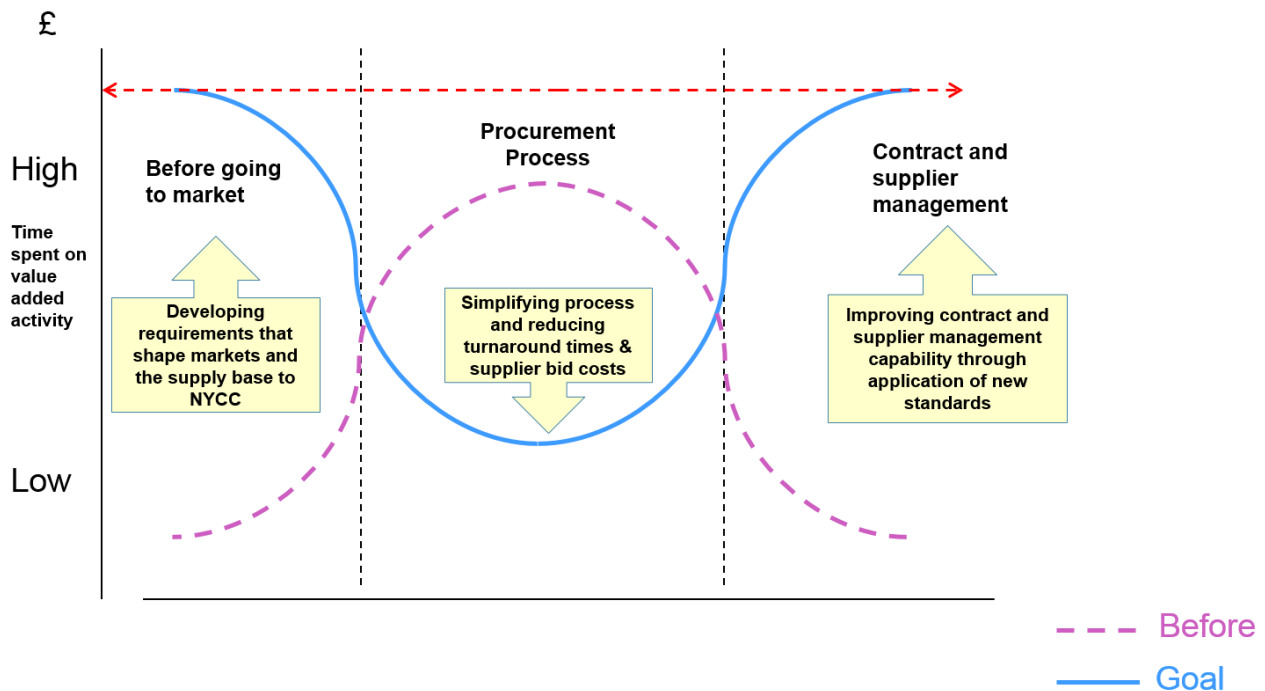 £
High
Time
spent on
value
added
activity
Low
Before going
to market
Developing
requirements that
shape markets and
the supply base to
NYCC
Procurement
Process
Simplifying process
and reducing
turnaround times &
supplier bid costs
Contract and
supplier
management
Improving contract and
supplier management
capability through
application of new
standards
Before
Goal